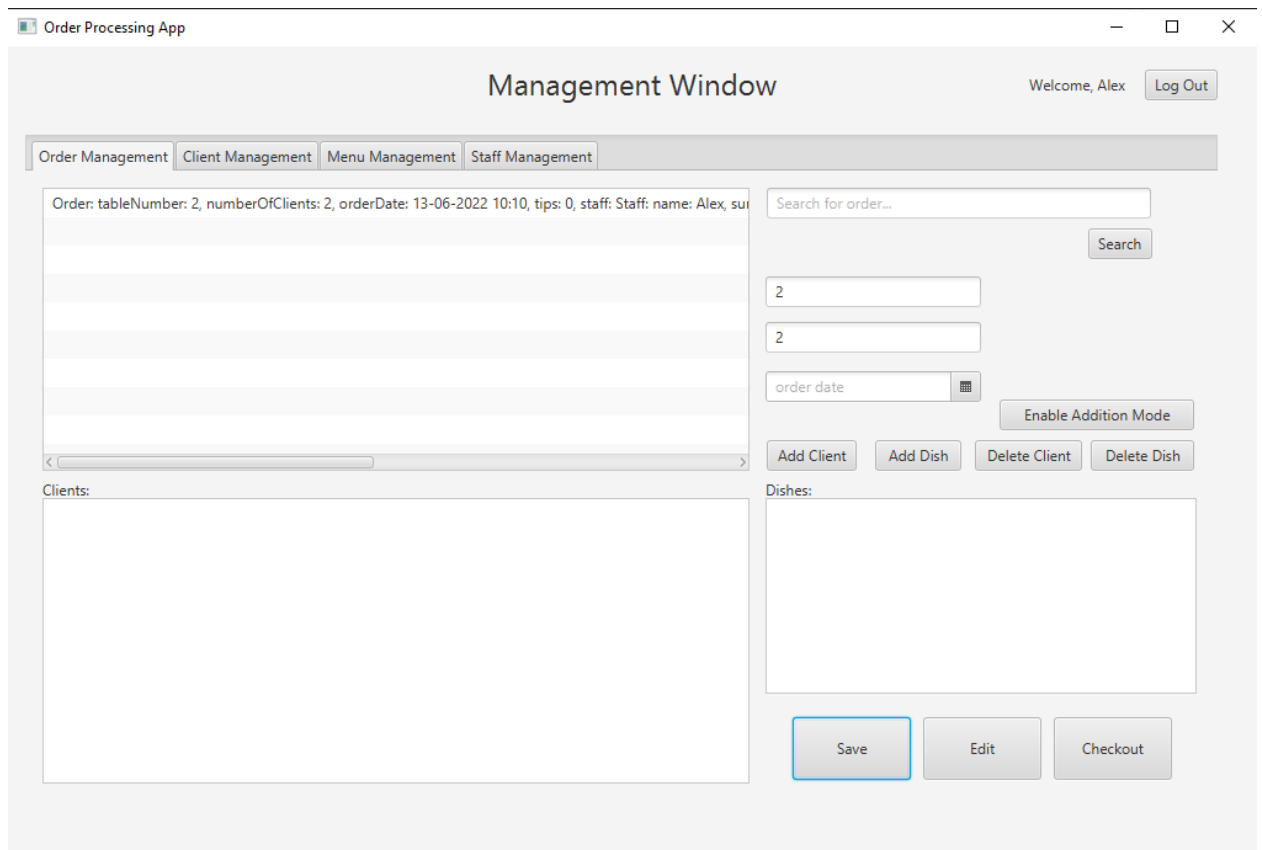 Order Processing App
Management Window
Welcome, Alex
Log Out
Order Management
Client Management
Menu Management
Staff Management
Order: tableNumber: 2, numberOfClients: 2, orderDate: 13-06-2022 10:10, tips: 0, staff: Staff: name: Alex,
Search for order...
Search
2
2
order date
Enable Addition Mode
Add Client
Add Dish
Delete Client
Delete Dish
Clients:
Dishes:
Save
Edit
Checkout